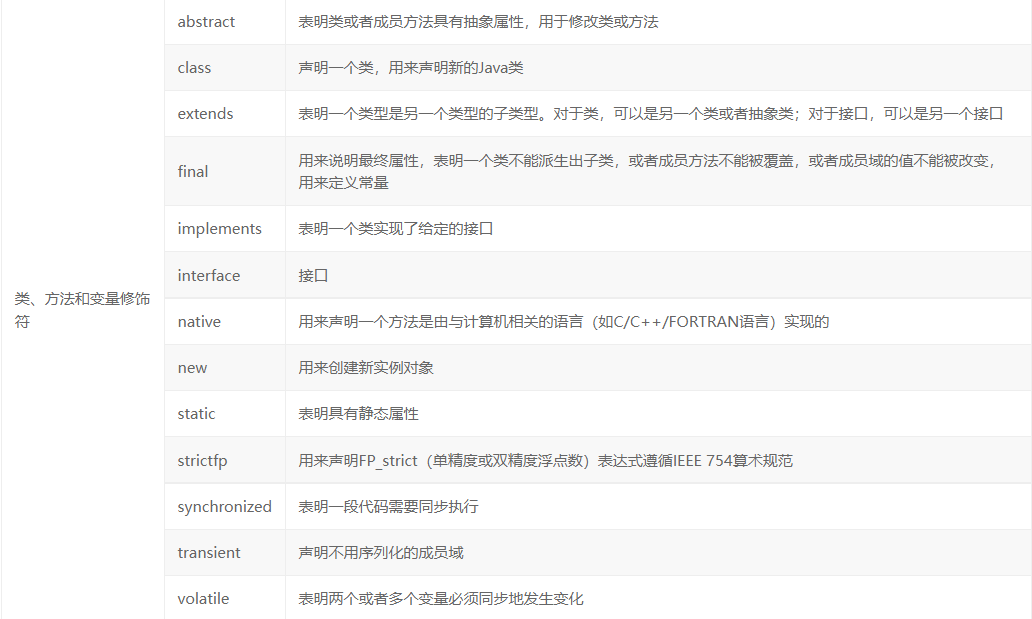 abstract
表明类或者成员方法具有抽象属性，用于修改类或方法
class
声明一个类，用来声明新的Java类
extends
表明一个类型是另一个类型的子类型。对于类，可以是另一个类或者抽象类；对于接口，可以是另一个接口
final
用来说明最终属性，表明一个类不能派生出子类，或者成员方法不能被覆盖，或者成员域的值不能被改变，
用来定义常量
implements
表明一个类实现了给定的接口
interface
接口
类、方法和变量修饰
符
native
用来声明一个方法是由与计算机相关的语言（如C/C++/FORTRAN语言）实现的
new
用来创建新实例对象
static
表明具有静态属性
strictfp
用来声明FP_strict（单精度或双精度浮点数）表达式遵循IEEE 754算术规范
synchronized
表明一段代码需要同步执行
transient
声明不用序列化的成员域
volatile
表明两个或者多个变量必须同步地发生变化